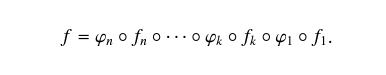 f = φₙ ∘ fₙ ∘ · · · ∘ φₖ ∘ fₖ ∘ φ₁ ∘ f₁.